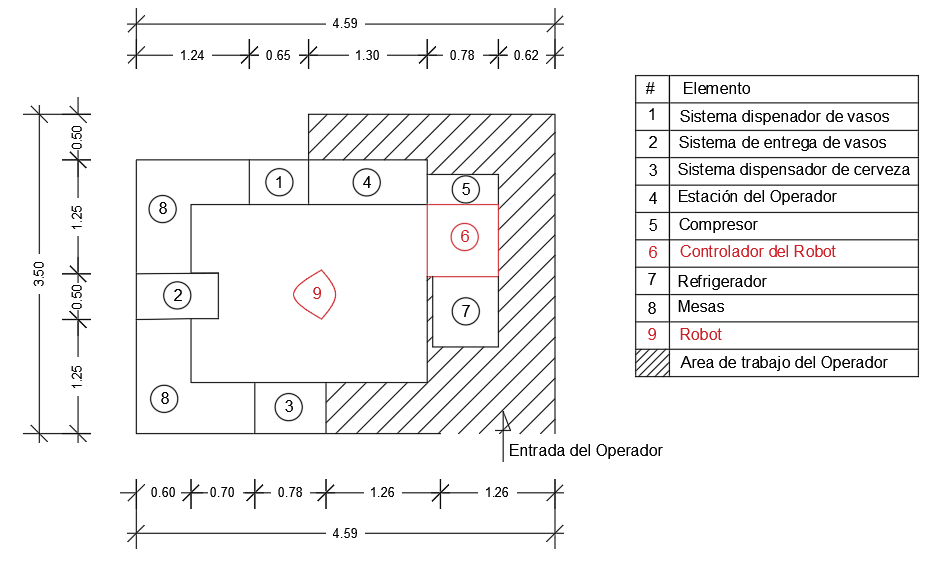 4.59
1.24 0.65 1.30 0.78 0.62
3.50
0.50
1.25
0.50
1.25
1
4
5
8
6
9
2
7
8
3
Entrada del Operador
0.60 0.70 0.78 1.26 1.26
4.59
# Elemento
1 Sistema dispenador de vasos
2 Sistema de entrega de vasos
3 Sistema dispensador de cerveza
4 Estación del Operador
5 Compresor
6 Controlador del Robot
7 Refrigerador
8 Mesas
9 Robot
Area de trabajo del Operador